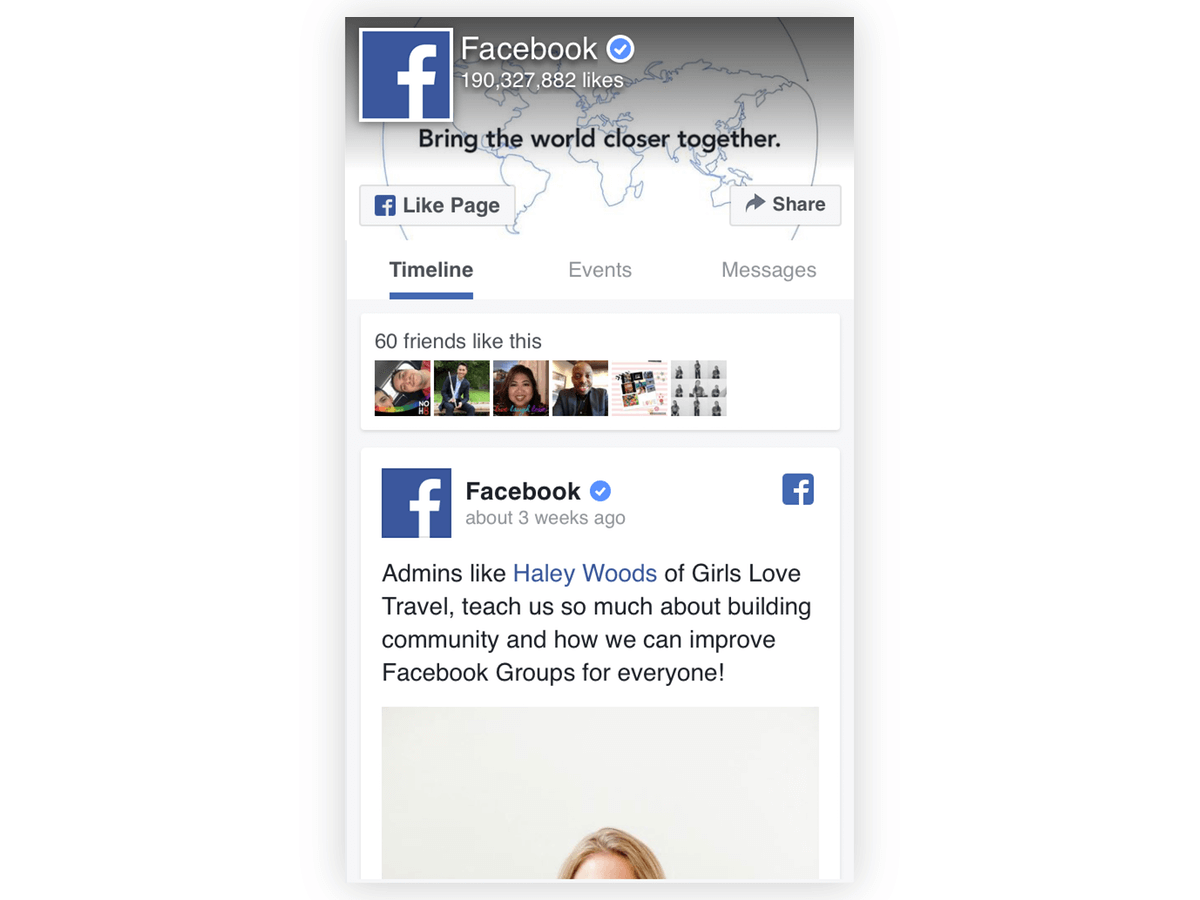 Facebook
190,327,882 likes
Bring the world closer together.
Like Page
Share
Timeline
Events
Messages
60 friends like this
NO
H8
Facebook
about 3 weeks ago
Admins like Haley Woods of Girls Love
Travel, teach us so much about building
community and how we can improve
Facebook Groups for everyone!